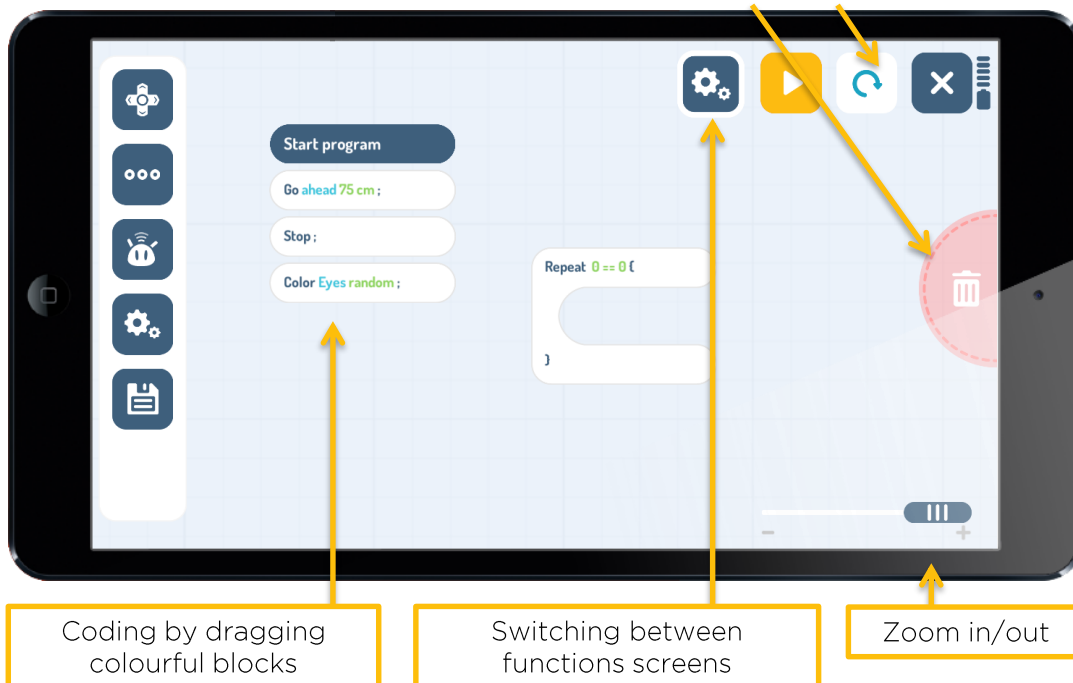 Start program
Go ahead 75 cm ;
Stop ;
Color Eyes random ;
Repeat 0 == 0 {
}
- +
Coding by dragging
colourful blocks
Switching between
functions screens
Zoom in/out